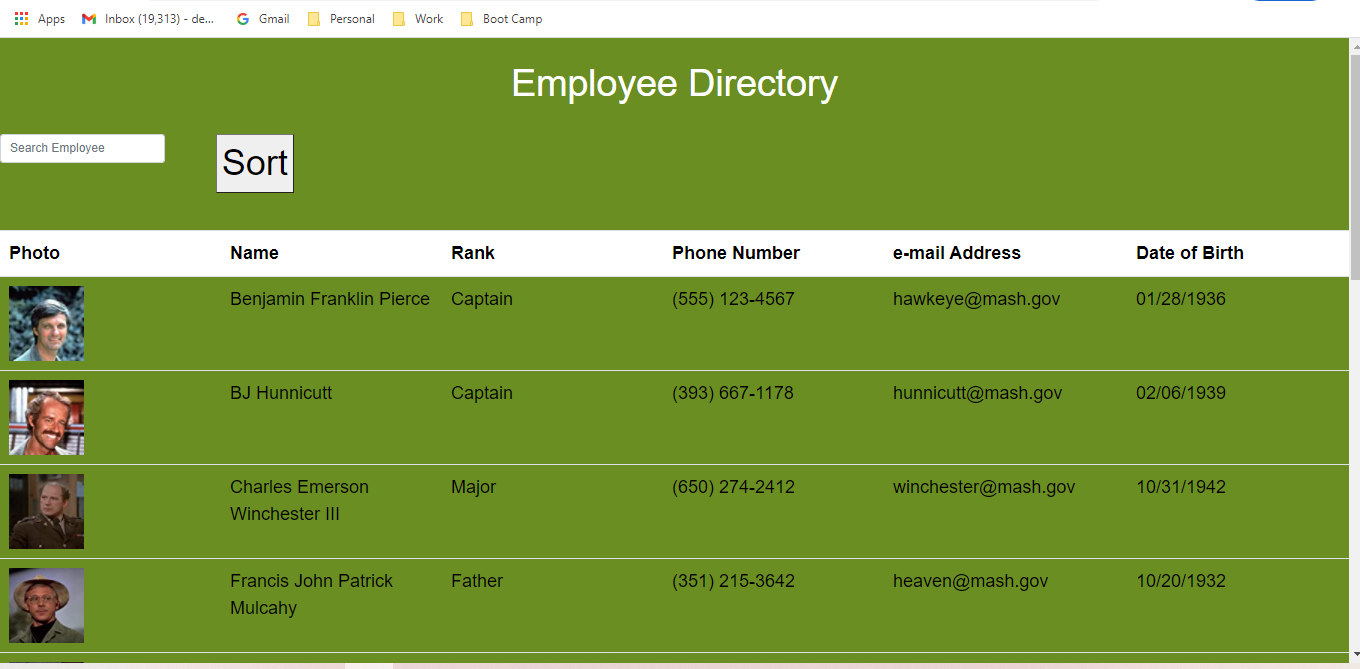 Apps Inbox (19,313) - de... Gmail Personal Work Boot Camp
Employee Directory
Search Employee Sort
Photo Name Rank Phone Number e-mail Address Date of Birth
Benjamin Franklin Pierce Captain (555) 123-4567 hawkeye@mash.gov 01/28/1936
BJ Hunnicutt Captain (393) 667-1178 hunnicutt@mash.gov 02/06/1939
Charles Emerson Major (650) 274-2412 winchester@mash.gov 10/31/1942
Winchester III
Francis John Patrick Father (351) 215-3642 heaven@mash.gov 10/20/1932
Mulcahy